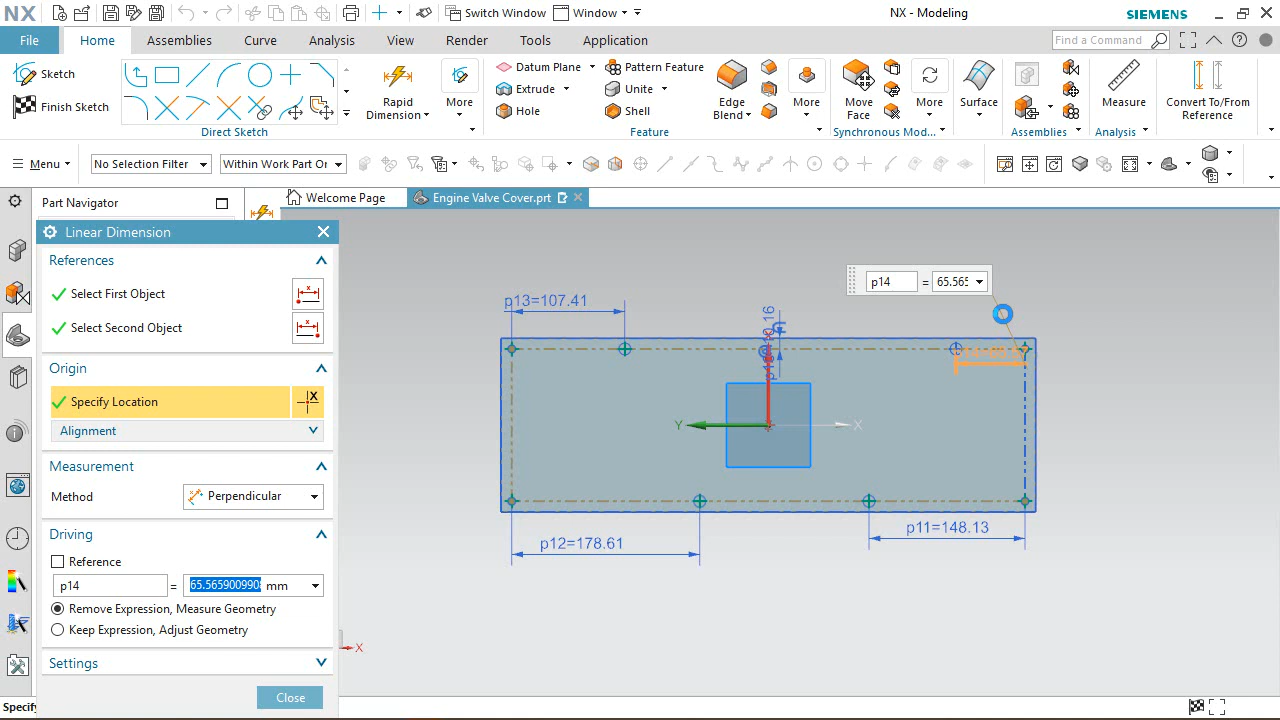 NX
Switch Window
Window
NX - Modeling
SIEMENS
File
Home
Assemblies
Curve
Analysis
View
Render
Tools
Application
Find a Command
Sketch
Finish Sketch
Direct Sketch
Rapid
Dimension
More
Datum Plane
Extrude
Hole
Pattern Feature
Unite
Shell
Edge
Blend
More
Feature
Move
Face
More
Synchronous Mod...
Surface
Assemblies
Measure
Analysis
Convert To/From
Reference
Menu
No Selection Filter
Within Work Part Or
Part Navigator
Welcome Page
Engine Valve Cover.prt
Linear Dimension
References
Select First Object
Select Second Object
Origin
Specify Location
Alignment
Measurement
Method
Perpendicular
Driving
Reference
p14
=
65.565900990
mm
Remove Expression, Measure Geometry
Keep Expression, Adjust Geometry
Settings
Close
Specify
p14
=
65.565
p13=107.41
Y
X
p12=178.61
p11=148.13
X